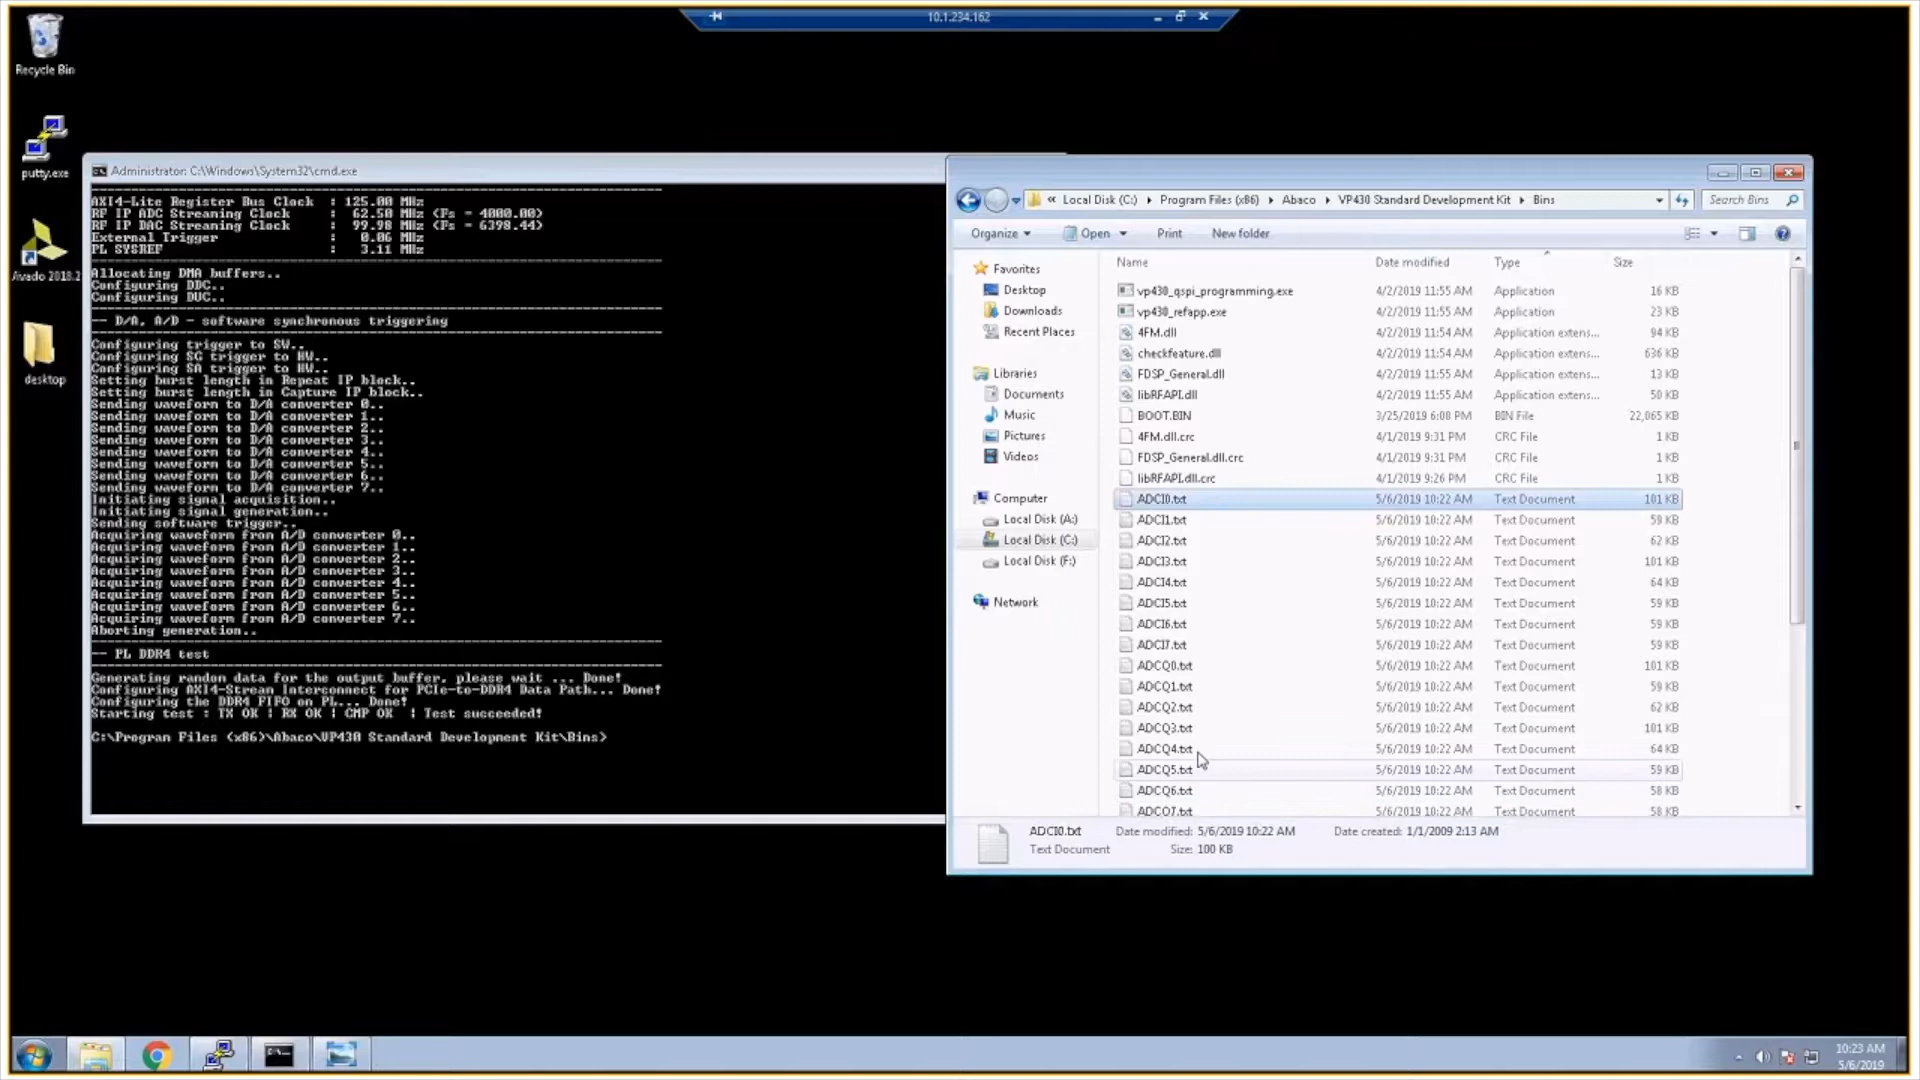 10.1.234.162
Recycle Bin
putty.exe
desktop
Administrator: C:\Windows\System32\cmd.exe
AXI4-Lite Register Bus Clock : 125.00 MHz
RF IP ADC Streaming Clock : 62.50 MHz (Fs = 4000.00)
RF IP DAC Streaming Clock : 99.98 MHz (Fs = 6398.44)
External Trigger : 0.06 MHz
PL SYSREF : 3.11 MHz
Allocating DMA buffers..
Configuring DDC..
Configuring DUC..
-- D/A, A/D - software synchronous triggering
Configuring trigger to SW..
Configuring SG trigger to HW..
Configuring SA trigger to HW..
Setting burst length in Repeat IP block..
Setting burst length in Capture IP block..
Sending waveform to D/A converter 0..
Sending waveform to D/A converter 1..
Sending waveform to D/A converter 2..
Sending waveform to D/A converter 3..
Sending waveform to D/A converter 4..
Sending waveform to D/A converter 5..
Sending waveform to D/A converter 6..
Sending waveform to D/A converter 7..
Initiating signal acquisition..
Initiating signal generation..
Sending software trigger..
Acquiring waveform from A/D converter 0..
Acquiring waveform from A/D converter 1..
Acquiring waveform from A/D converter 2..
Acquiring waveform from A/D converter 3..
Acquiring waveform from A/D converter 4..
Acquiring waveform from A/D converter 5..
Acquiring waveform from A/D converter 6..
Acquiring waveform from A/D converter 7..
Aborting generation..
-- PL DDR4 test
Generating random data for the output buffer, please wait ... Done!
Configuring AXI4-Stream Interconnect for PCIe-to-DDR4 Data Path... Done!
Configuring the DDR4 FIFO on PL... Done!
Starting test : TX OK | RX OK | CMP OK | Test succeeded!
C:\Program Files (x86)\Abaco\VP430 Standard Development Kit\Bins>
« Local Disk (C:) Program Files (x86) Abaco VP430 Standard Development Kit Bins
Search Bins
Organize Open Print New folder
Favorites
Desktop
Downloads
Recent Places
Libraries
Documents
Music
Pictures
Videos
Computer
Local Disk (A:)
Local Disk (C:)
Local Disk (F:)
Network
Name Date modified Type Size
vp430_qspi_programming.exe 4/2/2019 11:55 AM Application 16 KB
vp430_refapp.exe 4/2/2019 11:55 AM Application 23 KB
4FM.dll 4/2/2019 11:54 AM Application extens... 94 KB
checkfeature.dll 4/2/2019 11:54 AM Application extens... 636 KB
FDSP_General.dll 4/2/2019 11:55 AM Application extens... 13 KB
libRFAPI.dll 4/2/2019 11:55 AM Application extens... 50 KB
BOOT.BIN 3/25/2019 6:08 PM BIN File 22,065 KB
4FM.dll.crc 4/1/2019 9:31 PM CRC File 1 KB
FDSP_General.dll.crc 4/1/2019 9:31 PM CRC File 1 KB
libRFAPI.dll.crc 4/1/2019 9:26 PM CRC File 1 KB
ADCI0.txt 5/6/2019 10:22 AM Text Document 101 KB
ADCI1.txt 5/6/2019 10:22 AM Text Document 59 KB
ADCI2.txt 5/6/2019 10:22 AM Text Document 62 KB
ADCI3.txt 5/6/2019 10:22 AM Text Document 101 KB
ADCI4.txt 5/6/2019 10:22 AM Text Document 64 KB
ADCI5.txt 5/6/2019 10:22 AM Text Document 59 KB
ADCI6.txt 5/6/2019 10:22 AM Text Document 59 KB
ADCI7.txt 5/6/2019 10:22 AM Text Document 59 KB
ADCQ0.txt 5/6/2019 10:22 AM Text Document 101 KB
ADCQ1.txt 5/6/2019 10:22 AM Text Document 59 KB
ADCQ2.txt 5/6/2019 10:22 AM Text Document 62 KB
ADCQ3.txt 5/6/2019 10:22 AM Text Document 101 KB
ADCQ4.txt 5/6/2019 10:22 AM Text Document 64 KB
ADCQ5.txt 5/6/2019 10:22 AM Text Document 59 KB
ADCQ6.txt 5/6/2019 10:22 AM Text Document 58 KB
ADCQ7.txt 5/6/2019 10:22 AM Text Document 58 KB
ADCI0.txt Date modified: 5/6/2019 10:22 AM Date created: 1/1/2009 2:13 AM
Text Document Size: 100 KB
10:23 AM
5/6/2019